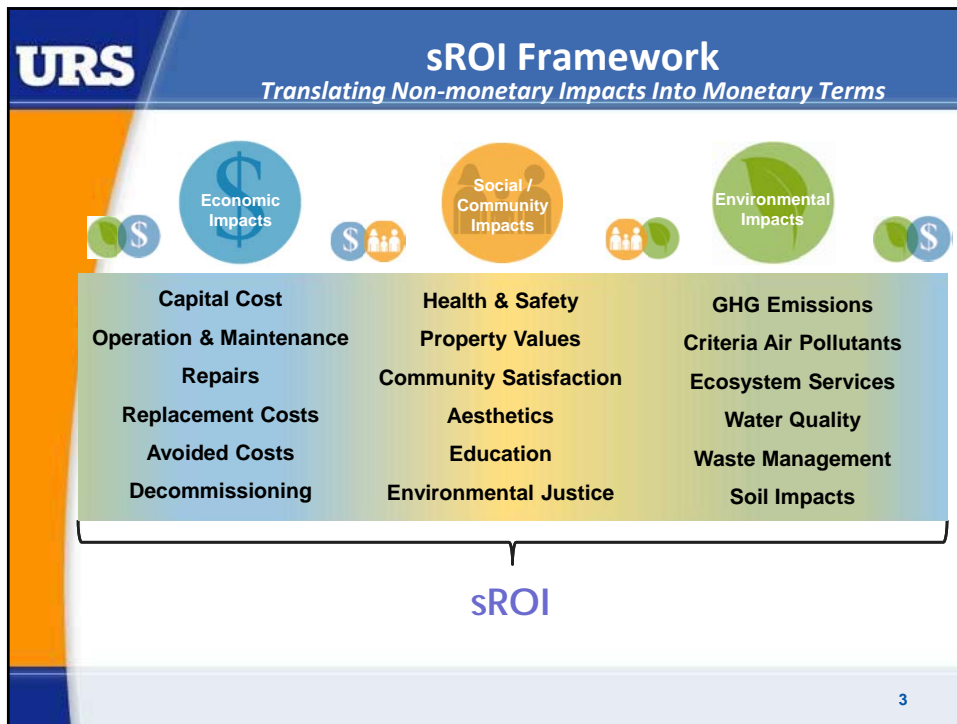 URS
sROI Framework
Translating Non-monetary Impacts Into Monetary Terms
$
Economic
Impacts
$
$
Social /
Community
Impacts
Environmental
Impacts
$
Capital Cost
Operation & Maintenance
Repairs
Replacement Costs
Avoided Costs
Decommissioning
Health & Safety
Property Values
Community Satisfaction
Aesthetics
Education
Environmental Justice
GHG Emissions
Criteria Air Pollutants
Ecosystem Services
Water Quality
Waste Management
Soil Impacts
sROI
3